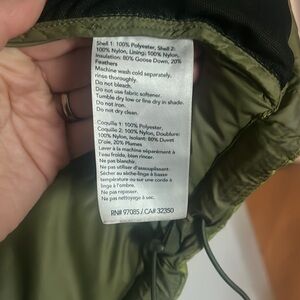 Shell 1: 100% Polyester, Shell 2:
100% Nylon, Lining: 100% Nylon,
Insulation: 80% Goose Down, 20%
Feathers
Machine wash cold separately,
rinse thoroughly.
Do not bleach.
Do not use fabric softener.
Tumble dry low or fine dry in shade.
Do not iron.
Do not dry clean.
Coquille 1: 100% Polyester,
Coquille 2: 100% Nylon, Doublure:
100% Nylon, Isolant: 80% Duvet
D'oie, 20% Plumes
Laver à la machine séparément à
l'eau froide, bien rincer.
Ne pas blanchir.
Ne pas utiliser d'assouplissant.
Sécher au sèche-linge à basse
température ou sur une corde à
linge à l'ombre.
Ne pas repasser.
Ne pas nettoyage à sec.
RN# 97085 / CA# 32350